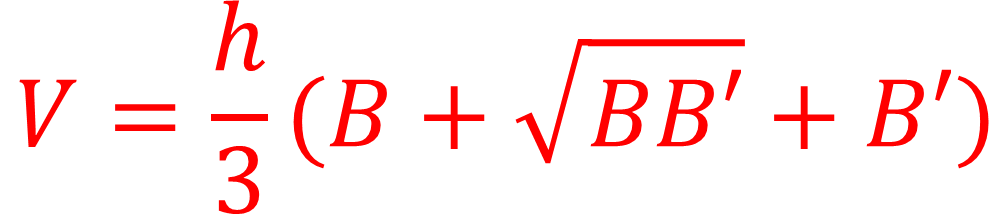 V = h/3 (B + √(BB′) + B′)